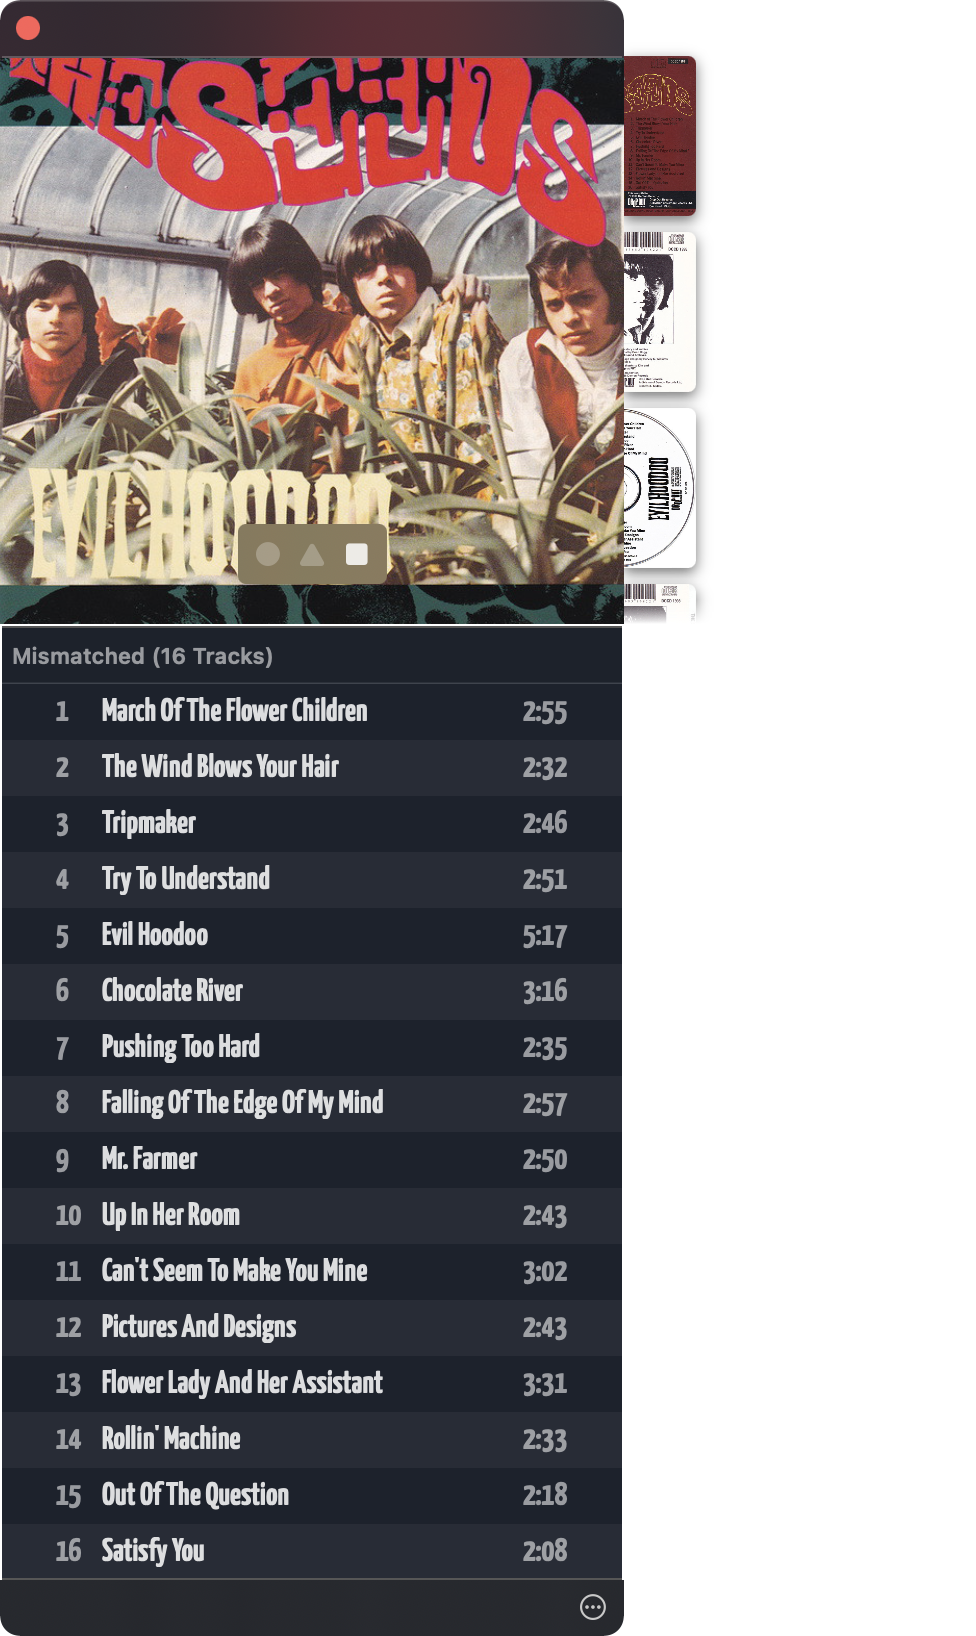 THE SEEDS
EVIL HOODOO
EVIL HOODOO
Mismatched (16 Tracks)
1 March Of The Flower Children 2:55
2 The Wind Blows Your Hair 2:32
3 Tripmaker 2:46
4 Try To Understand 2:51
5 Evil Hoodoo 5:17
6 Chocolate River 3:16
7 Pushing Too Hard 2:35
8 Falling Of The Edge Of My Mind 2:57
9 Mr. Farmer 2:50
10 Up In Her Room 2:43
11 Can't Seem To Make You Mine 3:02
12 Pictures And Designs 2:43
13 Flower Lady And Her Assistant 3:31
14 Rollin' Machine 2:33
15 Out Of The Question 2:18
16 Satisfy You 2:08